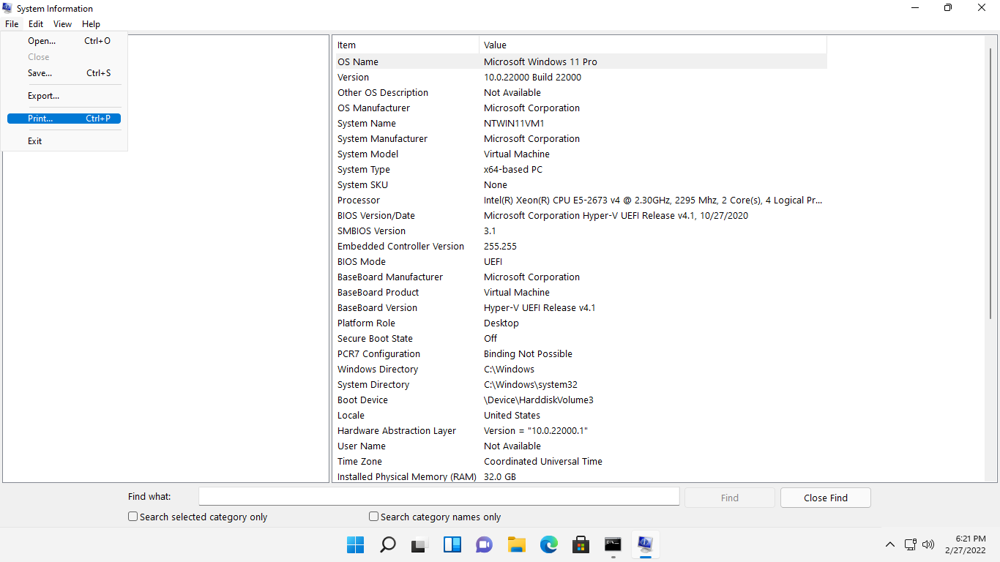 System Information
File Edit View Help
Open... Ctrl+O
Close
Save... Ctrl+S
Export...
Print... Ctrl+P
Exit
Item Value
OS Name Microsoft Windows 11 Pro
Version 10.0.22000 Build 22000
Other OS Description Not Available
OS Manufacturer Microsoft Corporation
System Name NTWIN11VM1
System Manufacturer Microsoft Corporation
System Model Virtual Machine
System Type x64-based PC
System SKU None
Processor Intel(R) Xeon(R) CPU E5-2673 v4 @ 2.30GHz, 2295 Mhz, 2 Core(s), 4 Logical Pr...
BIOS Version/Date Microsoft Corporation Hyper-V UEFI Release v4.1, 10/27/2020
SMBIOS Version 3.1
Embedded Controller Version 255.255
BIOS Mode UEFI
BaseBoard Manufacturer Microsoft Corporation
BaseBoard Product Virtual Machine
BaseBoard Version Hyper-V UEFI Release v4.1
Platform Role Desktop
Secure Boot State Off
PCR7 Configuration Binding Not Possible
Windows Directory C:\Windows
System Directory C:\Windows\system32
Boot Device \Device\HarddiskVolume3
Locale United States
Hardware Abstraction Layer Version = "10.0.22000.1"
User Name Not Available
Time Zone Coordinated Universal Time
Installed Physical Memory (RAM) 32.0 GB
Find what: Find Close Find
Search selected category only Search category names only
6:21 PM
2/27/2022